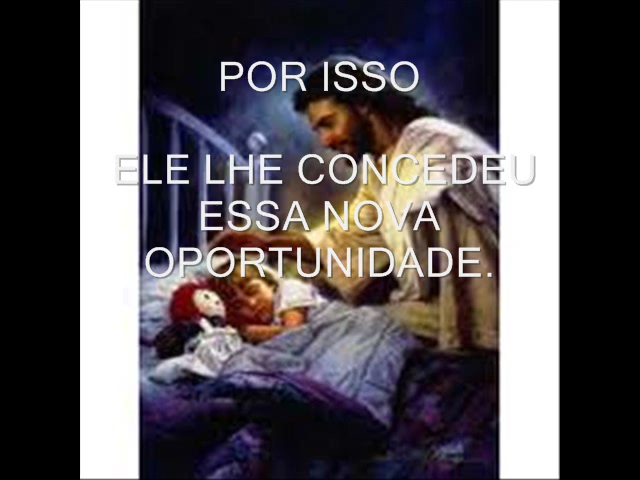 POR ISSO
ELE LHE CONCEDEU
ESSA NOVA
OPORTUNIDADE.